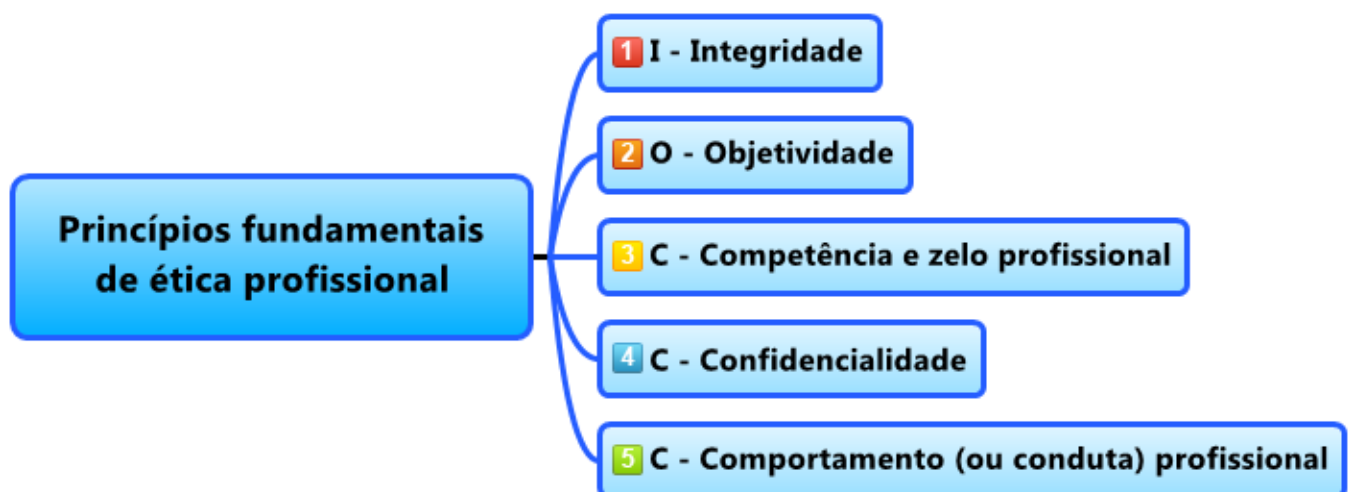 Princípios fundamentais
de ética profissional
1 I - Integridade
2 O - Objetividade
3 C - Competência e zelo profissional
4 C - Confidencialidade
5 C - Comportamento (ou conduta) profissional